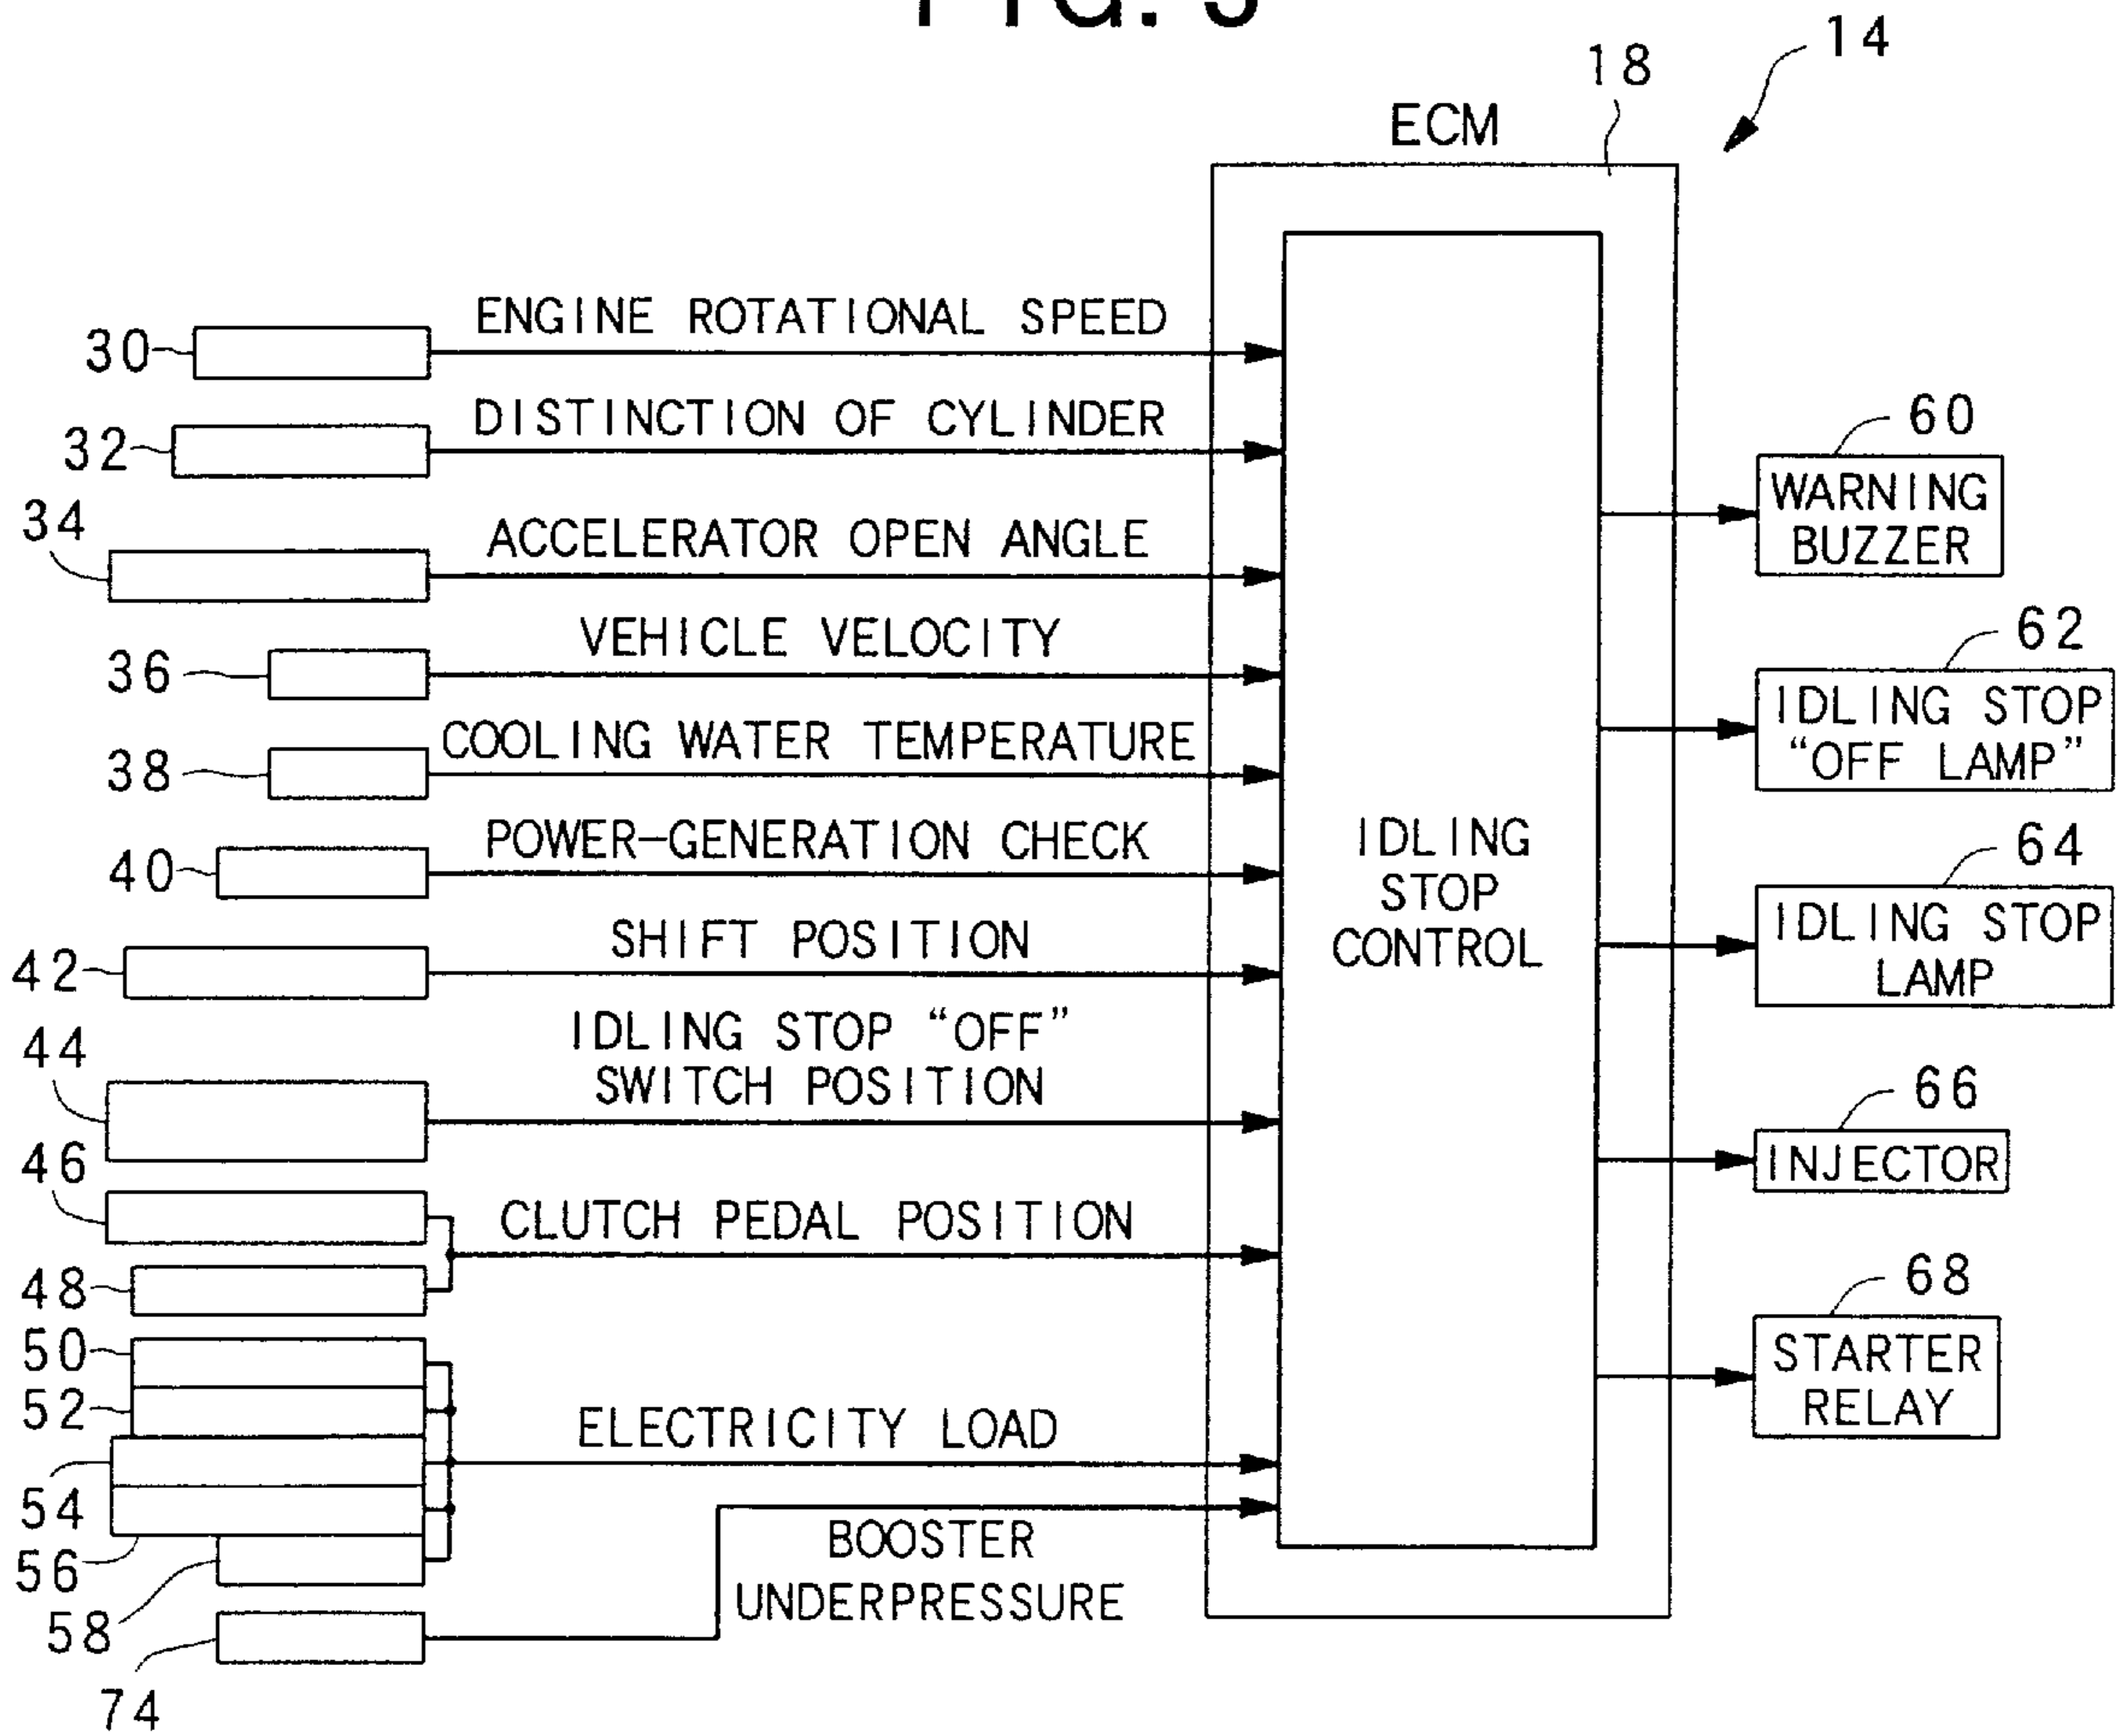 14
18
ECM
ENGINE ROTATIONAL SPEED
30
DISTINCTION OF CYLINDER
32
34
ACCELERATOR OPEN ANGLE
VEHICLE VELOCITY
36
COOLING WATER TEMPERATURE
38
POWER-GENERATION CHECK
40
SHIFT POSITION
42
IDLING STOP “OFF”
SWITCH POSITION
44
46
CLUTCH PEDAL POSITION
48
50
52
ELECTRICITY LOAD
54
56
58
BOOSTER
UNDERPRESSURE
74
IDLING
STOP
CONTROL
60
WARNING
BUZZER
62
IDLING STOP
“OFF LAMP”
64
IDLING STOP
LAMP
66
INJECTOR
68
STARTER
RELAY